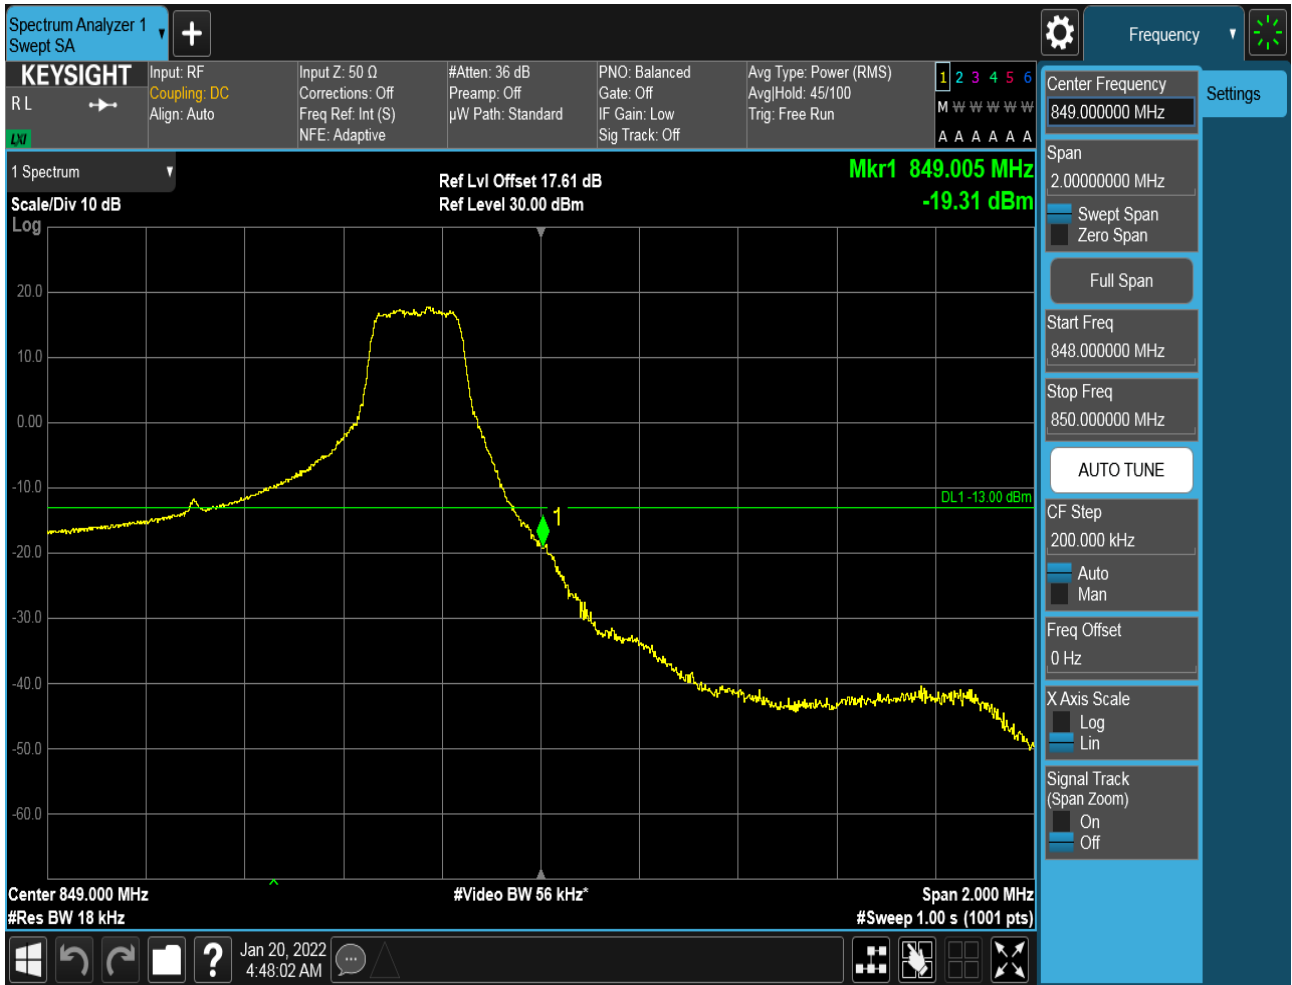 Spectrum Analyzer 1
Swept SA
Frequency
KEYSIGHT
R L
LXI
Input: RF
Coupling: DC
Align: Auto
Input Z: 50 Ω
Corrections: Off
Freq Ref: Int (S)
NFE: Adaptive
#Atten: 36 dB
Preamp: Off
µW Path: Standard
PNO: Balanced
Gate: Off
IF Gain: Low
Sig Track: Off
Avg Type: Power (RMS)
Avg|Hold: 45/100
Trig: Free Run
1 2 3 4 5 6
M W W W W W
A A A A A A
1 Spectrum
Scale/Div 10 dB
Log
Ref Lvl Offset 17.61 dB
Ref Level 30.00 dBm
Mkr1 849.005 MHz
-19.31 dBm
20.0
10.0
0.00
-10.0
-20.0
-30.0
-40.0
-50.0
-60.0
DL1 -13.00 dBm
1
Center 849.000 MHz
#Res BW 18 kHz
#Video BW 56 kHz*
Span 2.000 MHz
#Sweep 1.00 s (1001 pts)
Jan 20, 2022
4:48:02 AM
?
Center Frequency
849.000000 MHz
Settings
Span
2.00000000 MHz
Swept Span
Zero Span
Full Span
Start Freq
848.000000 MHz
Stop Freq
850.000000 MHz
AUTO TUNE
CF Step
200.000 kHz
Auto
Man
Freq Offset
0 Hz
X Axis Scale
Log
Lin
Signal Track
(Span Zoom)
On
Off